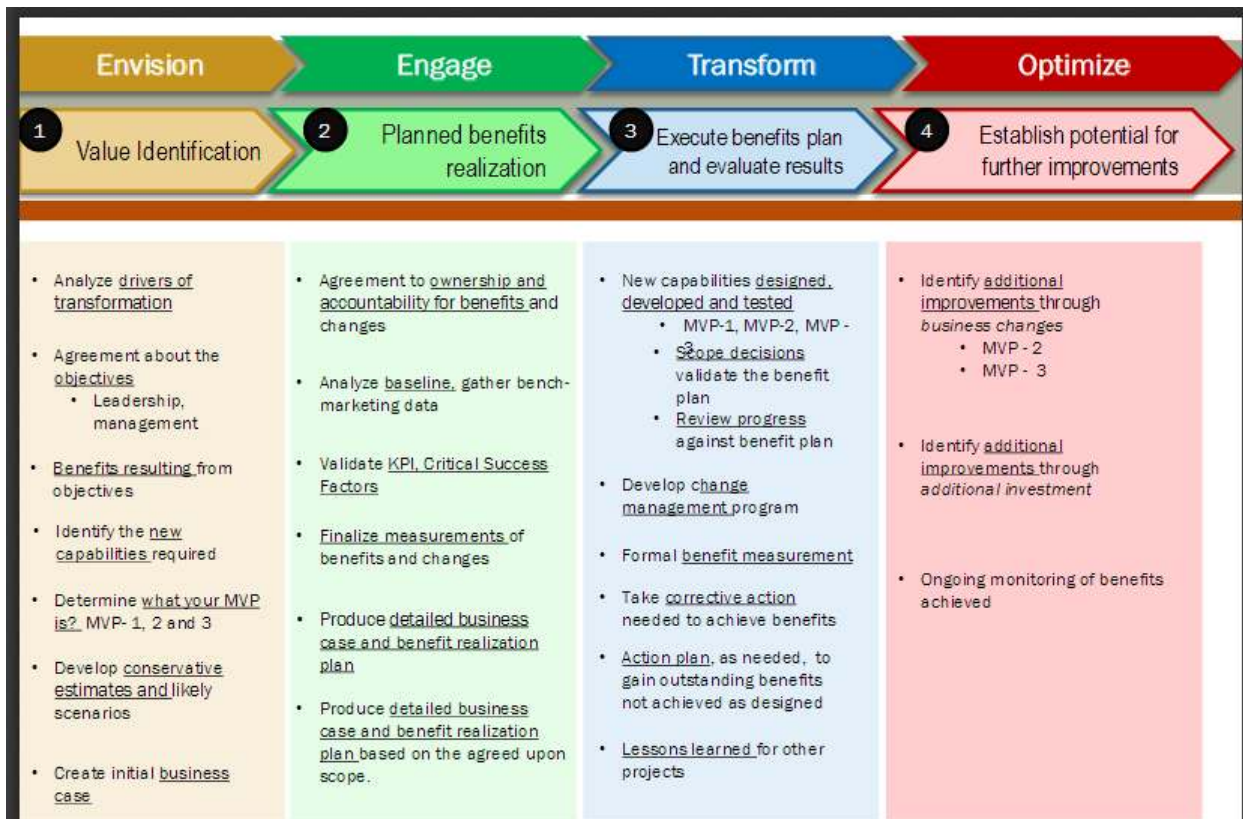 Envision
Engage
Transform
Optimize
1
Value Identification
2
Planned benefits
realization
3
Execute benefits plan
and evaluate results
4
Establish potential for
further improvements
• Analyze drivers of
transformation
• Agreement about the
objectives
• Leadership,
management
• Benefits resulting from
objectives
• Identify the new
capabilities required
• Determine what your MVP
is? MVP- 1, 2 and 3
• Develop conservative
estimates and likely
scenarios
• Create initial business
case
• Agreement to ownership and
accountability for benefits and
changes
• Analyze baseline, gather bench-
marketing data
• Validate KPI, Critical Success
Factors
• Finalize measurements of
benefits and changes
• Produce detailed business
case and benefit realization
plan
• Produce detailed business
case and benefit realization
plan based on the agreed upon
scope.
• New capabilities designed,
developed and tested
• MVP-1, MVP-2, MVP -
3
• Scope decisions
validate the benefit
plan
• Review progress
against benefit plan
• Develop change
management program
• Formal benefit measurement
• Take corrective action
needed to achieve benefits
• Action plan, as needed, to
gain outstanding benefits
not achieved as designed
• Lessons learned for other
projects
• Identify additional
improvements through
business changes
• MVP - 2
• MVP - 3
• Identify additional
improvements through
additional investment
• Ongoing monitoring of benefits
achieved